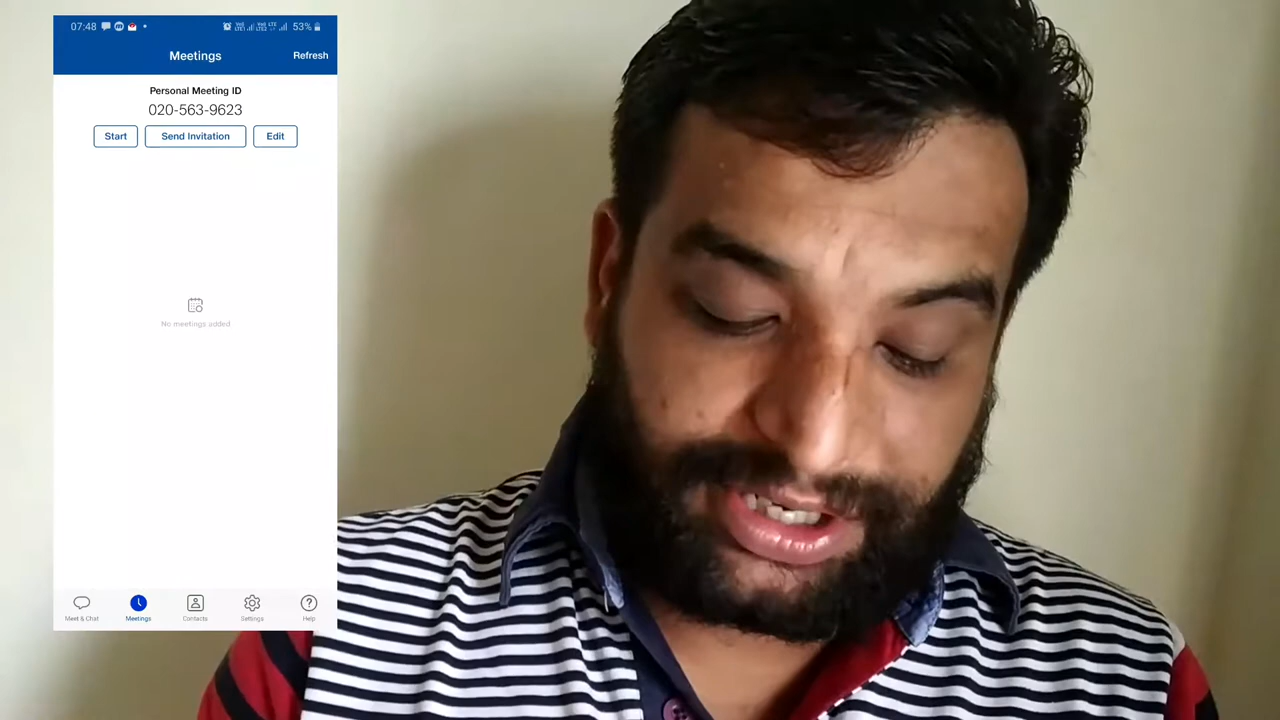 07:48 53%
Meetings Refresh
Personal Meeting ID
020-563-9623
Start Send Invitation Edit
No meetings added
Meet & Chat Meetings Contacts Settings Help